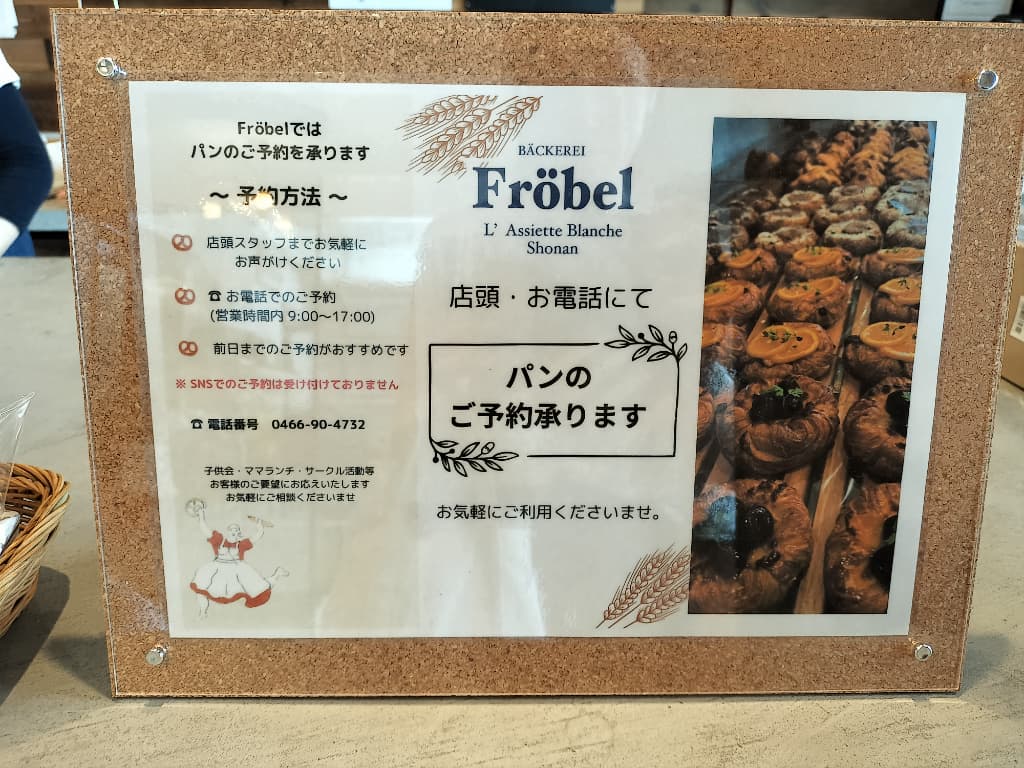 Fröbelでは
パンのご予約を承ります
～ 予約方法 ～
店頭スタッフまでお気軽に
お声がけください
☎ お電話でのご予約
(営業時間内 9:00～17:00)
前日までのご予約がおすすめです
※ SNSでのご予約は受け付けておりません
☎ 電話番号 0466-90-4732
子供会・ママランチ・サークル活動等
お客様のご要望にお応えいたします
お気軽にご相談くださいませ
BÄCKEREI
Fröbel
L' Assiette Blanche
Shonan
店頭・お電話にて
パンの
ご予約承ります
お気軽にご利用くださいませ。